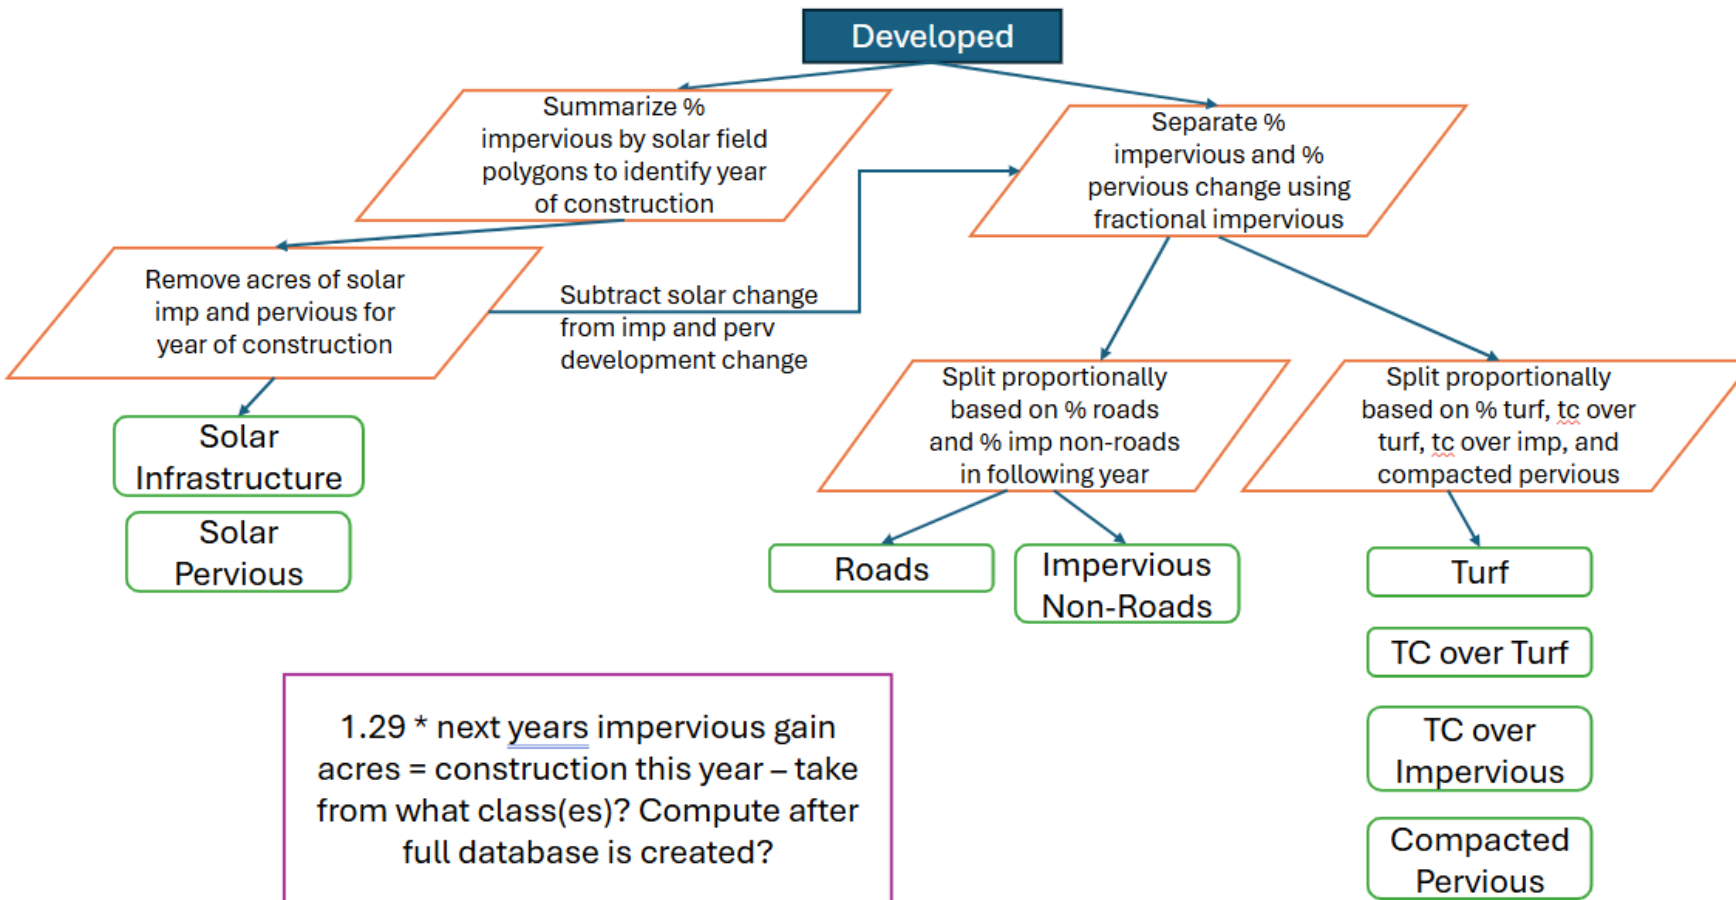 Developed
Summarize %
impervious by solar field
polygons to identify year
of construction
Separate %
impervious and %
pervious change using
fractional impervious
Remove acres of solar
imp and pervious for
year of construction
Subtract solar change
from imp and perv
development change
Split proportionally
based on % roads
and % imp non-roads
in following year
Split proportionally
based on % turf, tc over
turf, tc over imp, and
compacted pervious
Solar
Infrastructure
Solar
Pervious
Roads
Impervious
Non-Roads
Turf
TC over Turf
TC over
Impervious
Compacted
Pervious
1.29 * next years impervious gain
acres = construction this year – take
from what class(es)? Compute after
full database is created?